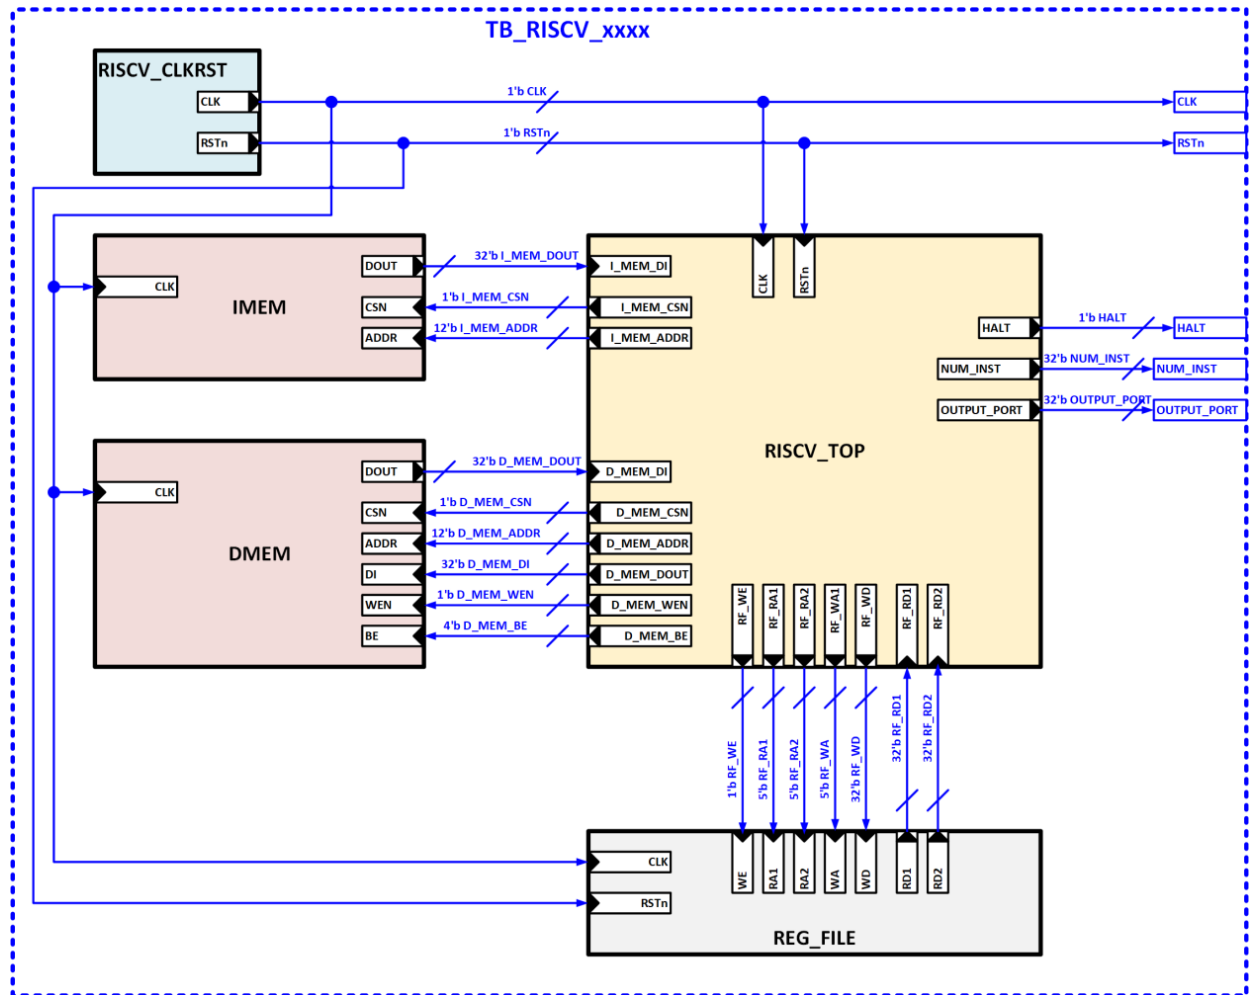 TB_RISCV_xxxx
RISCV_CLKRST
CLK
1'b CLK
CLK
RSTn
1'b RSTn
RSTn
IMEM
CLK
DOUT
32'b I_MEM_DOUT
I_MEM_DI
CSN
1'b I_MEM_CSN
I_MEM_CSN
ADDR
12'b I_MEM_ADDR
I_MEM_ADDR
CLK
RSTn
HALT
1'b HALT
HALT
NUM_INST
32'b NUM_INST
NUM_INST
OUTPUT_PORT
32'b OUTPUT_PORT
OUTPUT_PORT
RISCV_TOP
DMEM
CLK
DOUT
32'b D_MEM_DOUT
D_MEM_DI
CSN
1'b D_MEM_CSN
D_MEM_CSN
ADDR
12'b D_MEM_ADDR
D_MEM_ADDR
DI
32'b D_MEM_DI
D_MEM_DOUT
WEN
1'b D_MEM_WEN
D_MEM_WEN
BE
4'b D_MEM_BE
D_MEM_BE
RF_WE
RF_RA1
RF_RA2
RF_WA1
RF_WD
RF_RD1
RF_RD2
1'b RF_WE
5'b RF_RA1
5'b RF_RA2
5'b RF_WA
32'b RF_WD
32'b RF_RD1
32'b RF_RD2
CLK
RSTn
WE
RA1
RA2
WA
WD
RD1
RD2
REG_FILE